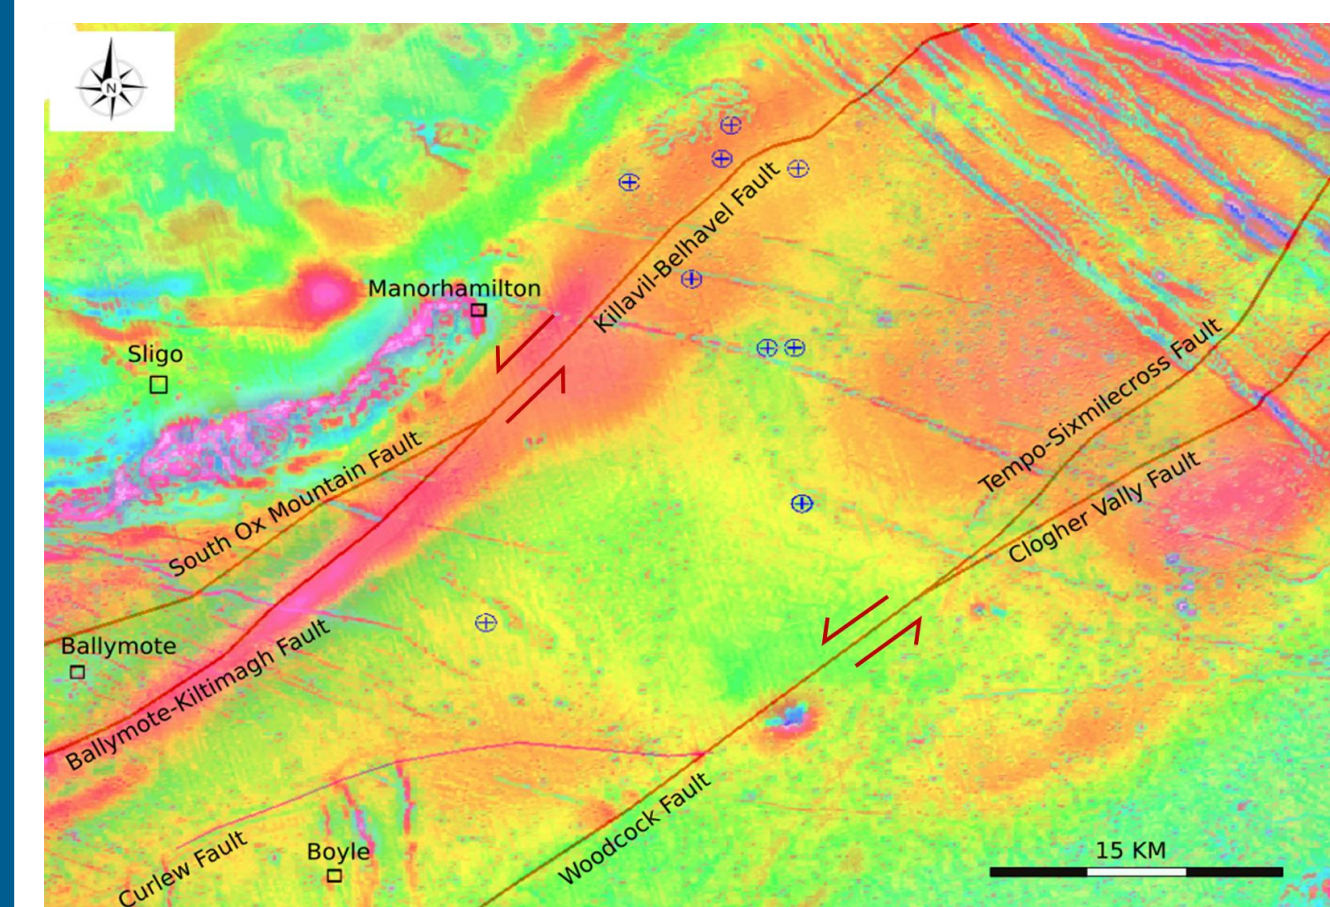 N
Killavil-Belhavel Fault
Manorhamilton
Sligo
Tempo-Sixmilecross Fault
South Ox Mountain Fault
Clogher Vally Fault
Ballymote
Ballymote-Kiltimagh Fault
Woodcock Fault
Curlew Fault
Boyle
15 KM